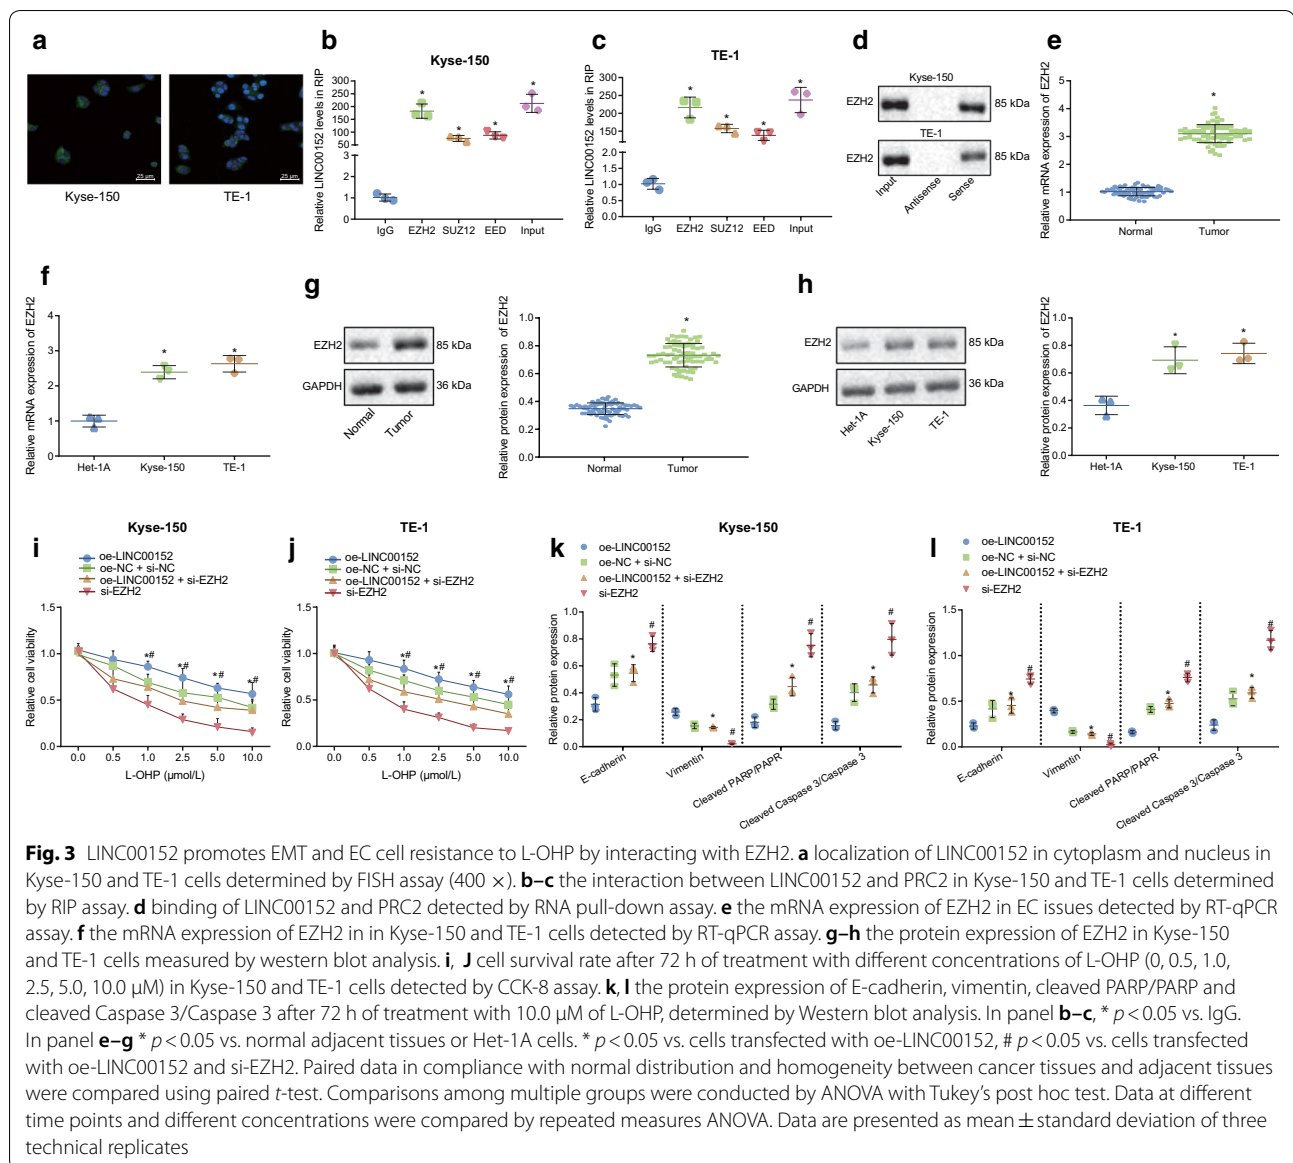 a
25 µm
25 µm
Kyse-150
TE-1
b
Kyse-150
Relative LINC00152 levels in RIP
300
250
200
150
100
50
3
2
1
0
*
*
*
*
IgG
EZH2
SUZ12
EED
Input
c
TE-1
Relative LINC00152 levels in RIP
300
250
200
150
100
2.0
1.5
1.0
0.5
0.0
*
*
*
*
IgG
EZH2
SUZ12
EED
Input
d
Kyse-150
EZH2
85 kDa
TE-1
EZH2
85 kDa
Input
Antisense
Sense
e
Relative mRNA expression of EZH2
5
4
3
2
1
0
*
Normal
Tumor
f
Relative mRNA expression of EZH2
4
3
2
1
0
*
*
Het-1A
Kyse-150
TE-1
g
EZH2
85 kDa
GAPDH
36 kDa
Normal
Tumor
Relative protein expression of EZH2
1.0
0.8
0.6
0.4
0.2
0.0
*
Normal
Tumor
h
EZH2
85 kDa
GAPDH
36 kDa
Het-1A
Kyse-150
TE-1
Relative protein expression of EZH2
1.0
0.8
0.6
0.4
0.2
0.0
*
*
Het-1A
Kyse-150
TE-1
i
Kyse-150
oe-LINC00152
oe-NC + si-NC
oe-LINC00152 + si-EZH2
si-EZH2
Relative cell viability
1.5
1.0
0.5
0.0
*#
*#
*#
*#
0.0
0.5
1.0
2.5
5.0
10.0
L-OHP (µmol/L)
j
TE-1
oe-LINC00152
oe-NC + si-NC
oe-LINC00152 + si-EZH2
si-EZH2
Relative cell viability
1.5
1.0
0.5
0.0
*#
*#
*#
*#
0.0
0.5
1.0
2.5
5.0
10.0
L-OHP (µmol/L)
k
Kyse-150
oe-LINC00152
oe-NC + si-NC
oe-LINC00152 + si-EZH2
si-EZH2
Relative protein expression
1.0
0.8
0.6
0.4
0.2
0.0
*
#
*
#
*
#
*
#
E-cadherin
Vimentin
Cleaved PARP/PAPR
Cleaved Caspase 3/Caspase 3
l
TE-1
oe-LINC00152
oe-NC + si-NC
oe-LINC00152 + si-EZH2
si-EZH2
Relative protein expression
1.5
1.0
0.5
0.0
*
#
*
#
*
#
*
#
E-cadherin
Vimentin
Cleaved PARP/PAPR
Cleaved Caspase 3/Caspase 3
Fig. 3 LINC00152 promotes EMT and EC cell resistance to L-OHP by interacting with EZH2. a localization of LINC00152 in cytoplasm and nucleus in
Kyse-150 and TE-1 cells determined by FISH assay (400 ×). b–c the interaction between LINC00152 and PRC2 in Kyse-150 and TE-1 cells determined
by RIP assay. d binding of LINC00152 and PRC2 detected by RNA pull-down assay. e the mRNA expression of EZH2 in EC issues detected by RT-qPCR
assay. f the mRNA expression of EZH2 in in Kyse-150 and TE-1 cells detected by RT-qPCR assay. g–h the protein expression of EZH2 in Kyse-150
and TE-1 cells measured by western blot analysis. i, J cell survival rate after 72 h of treatment with different concentrations of L-OHP (0, 0.5, 1.0,
2.5, 5.0, 10.0 µM) in Kyse-150 and TE-1 cells detected by CCK-8 assay. k, l the protein expression of E-cadherin, vimentin, cleaved PARP/PARP and
cleaved Caspase 3/Caspase 3 after 72 h of treatment with 10.0 µM of L-OHP, determined by Western blot analysis. In panel b–c, * p < 0.05 vs. IgG.
In panel e–g * p < 0.05 vs. normal adjacent tissues or Het-1A cells. * p < 0.05 vs. cells transfected with oe-LINC00152, # p < 0.05 vs. cells transfected
with oe-LINC00152 and si-EZH2. Paired data in compliance with normal distribution and homogeneity between cancer tissues and adjacent tissues
were compared using paired t-test. Comparisons among multiple groups were conducted by ANOVA with Tukey's post hoc test. Data at different
time points and different concentrations were compared by repeated measures ANOVA. Data are presented as mean ± standard deviation of three
technical replicates